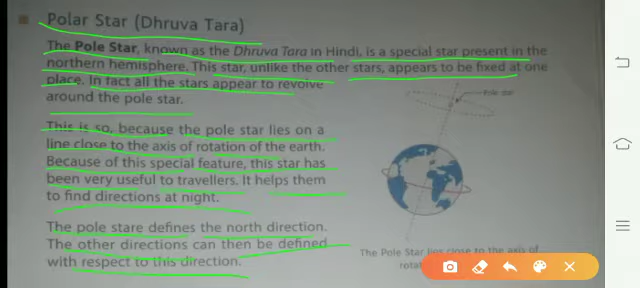 Polar Star (Dhruva Tara)
The Pole Star, known as the Dhruva Tara in Hindi, is a special star present in the
northern hemisphere. This star, unlike the other stars, appears to be fixed at one
place. In fact all the stars appear to revolve
around the pole star.
This is so, because the pole star lies on a
line close to the axis of rotation of the earth.
Because of this special feature, this star has
been very useful to travellers. It helps them
to find directions at night.
The pole stare defines the north direction.
The other directions can then be defined
with respect to this direction.
Pole star
The Pole Star lies close to the axis of